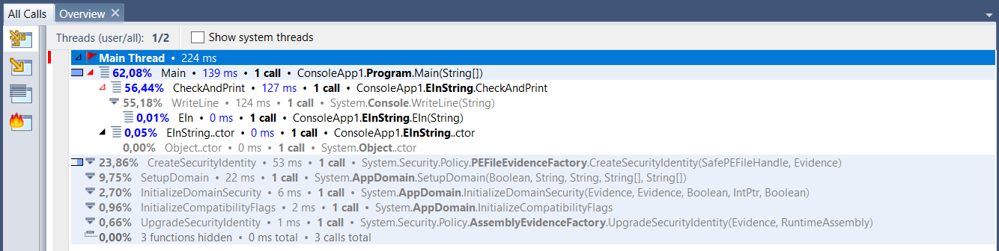 All Calls Overview
Threads (user/all): 1/2 Show system threads
Main Thread • 224 ms
62,08% Main • 139 ms • 1 call • ConsoleApp1.Program.Main(String[])
56,44% CheckAndPrint • 127 ms • 1 call • ConsoleApp1.EInString.CheckAndPrint
55,18% WriteLine • 124 ms • 1 call • System.Console.WriteLine(String)
0,01% EIn • 0 ms • 1 call • ConsoleApp1.EInString.EIn(String)
0,05% EInString..ctor • 0 ms • 1 call • ConsoleApp1.EInString..ctor
0,00% Object..ctor • 0 ms • 1 call • System.Object..ctor
23,86% CreateSecurityIdentity • 53 ms • 1 call • System.Security.Policy.PEFileEvidenceFactory.CreateSecurityIdentity(SafePEFileHandle, Evidence)
9,75% SetupDomain • 22 ms • 1 call • System.AppDomain.SetupDomain(Boolean, String, String, String[], String[])
2,70% InitializeDomainSecurity • 6 ms • 1 call • System.AppDomain.InitializeDomainSecurity(Evidence, Evidence, Boolean, IntPtr, Boolean)
0,96% InitializeCompatibilityFlags • 2 ms • 1 call • System.AppDomain.InitializeCompatibilityFlags
0,66% UpgradeSecurityIdentity • 1 ms • 1 call • System.Security.Policy.AssemblyEvidenceFactory.UpgradeSecurityIdentity(Evidence, RuntimeAssembly)
0,00% 3 functions hidden • 0 ms total • 3 calls total